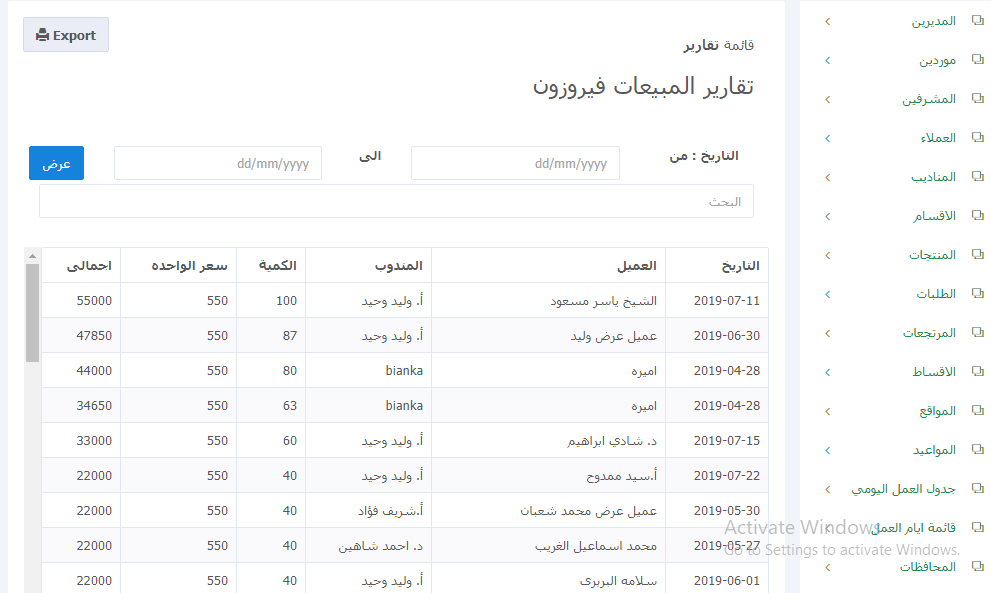 المديرين
موردين
المشرفين
العملاء
المناديب
الاقسام
المنتجات
الطلبات
المرتجعات
الاقساط
المواقع
المواعيد
جدول العمل اليومي
قائمة ايام العمل
المحافظات
Export
قائمة تقارير
تقارير المبيعات فيروزون
التاريخ : من dd/mm/yyyy الى dd/mm/yyyy عرض
البحث
التاريخ العميل المندوب الكمية سعر الواحده اجمالى
2019-07-11 الشيخ ياسر مسعود أ. وليد وحيد 100 550 55000
2019-06-30 عميل عرض وليد أ. وليد وحيد 87 550 47850
2019-04-28 اميره bianka 80 550 44000
2019-04-28 اميره bianka 63 550 34650
2019-07-15 د. شادي ابراهيم أ. وليد وحيد 60 550 33000
2019-07-22 أ.سيد ممدوح أ. وليد وحيد 40 550 22000
2019-05-30 عميل عرض محمد شعبان أ.شريف فؤاد 40 550 22000
2019-05-27 محمد اسماعيل الغريب د. احمد شاهين 40 550 22000
2019-06-01 سلامه البربرى أ. وليد وحيد 40 550 22000
Activate Windows
Go to Settings to activate Windows.